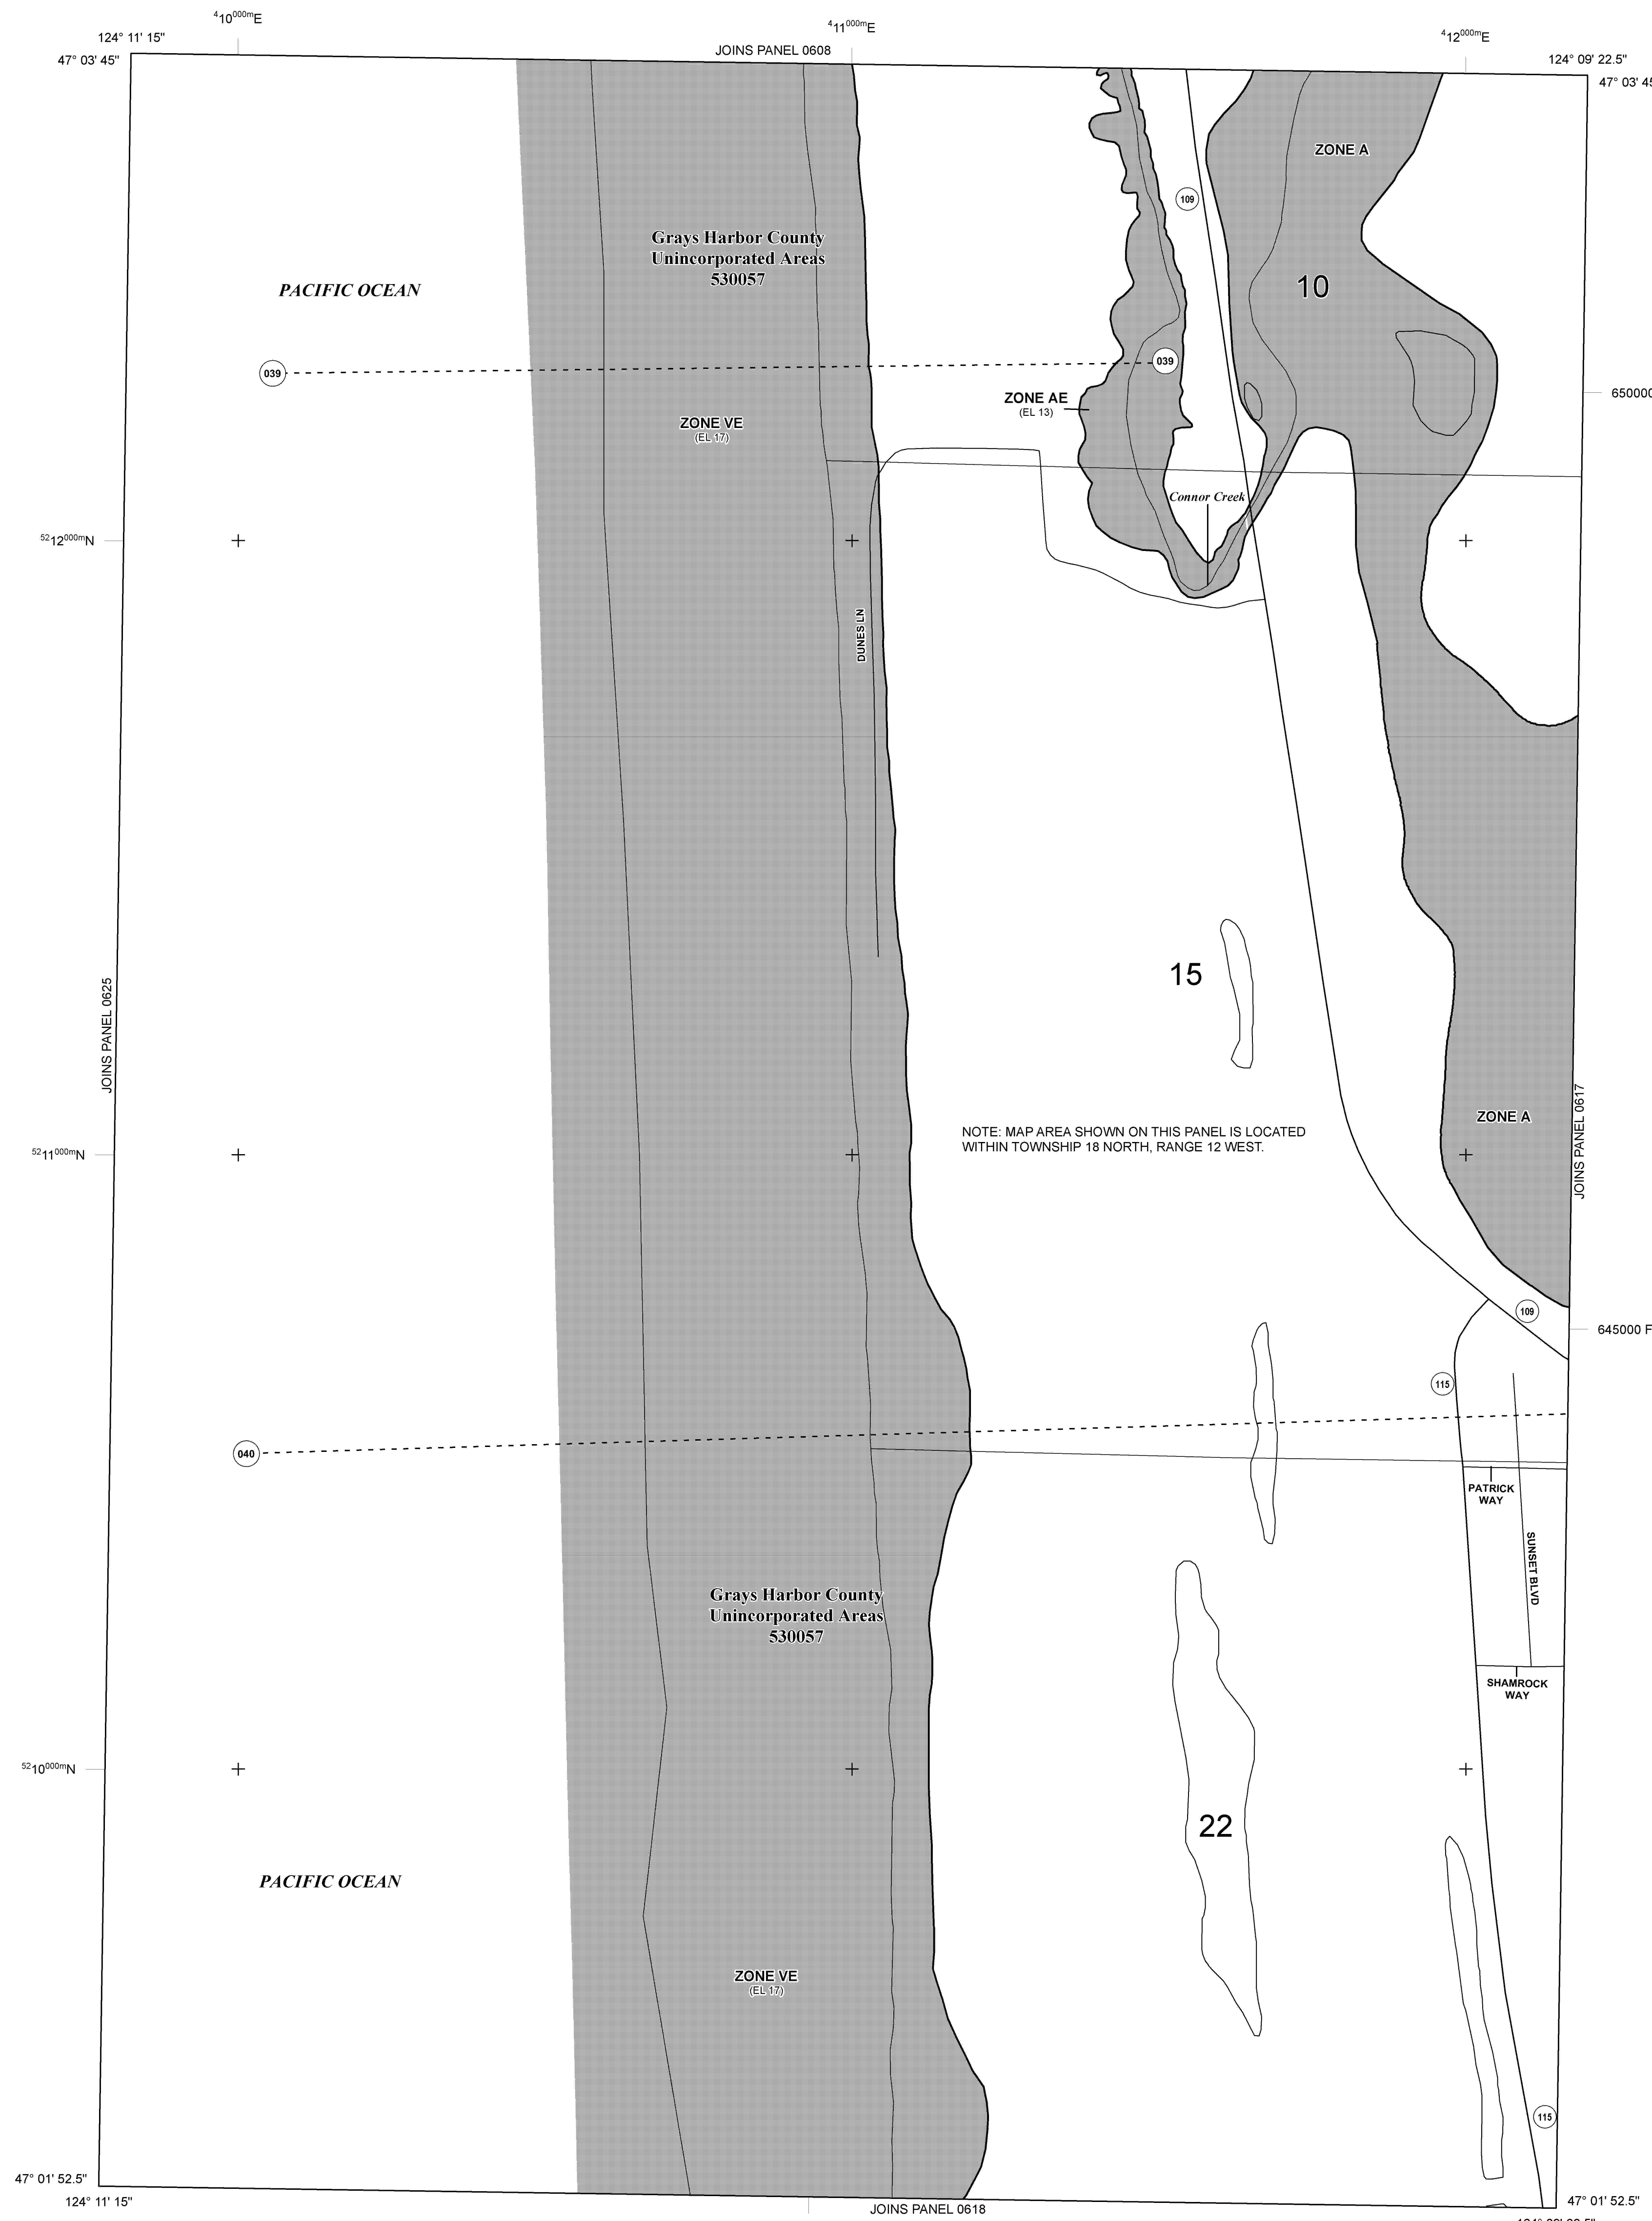 410000mE
411000mE
412000mE
124° 11' 15"
JOINS PANEL 0608
124° 09' 22.5"
47° 03' 45"
47° 03' 45
ZONE A
109
Grays Harbor County
Unincorporated Areas
530057
PACIFIC OCEAN
10
039
039
ZONE AE
(EL 13)
650000
ZONE VE
(EL 17)
Connor Creek
5212000mN
DUNES LN
15
JOINS PANEL 0625
JOINS PANEL 0617
ZONE A
NOTE: MAP AREA SHOWN ON THIS PANEL IS LOCATED
WITHIN TOWNSHIP 18 NORTH, RANGE 12 WEST.
5211000mN
109
645000 F
115
040
PATRICK
WAY
SUNSET BLVD
Grays Harbor County
Unincorporated Areas
530057
SHAMROCK
WAY
5210000mN
22
PACIFIC OCEAN
ZONE VE
(EL 17)
115
47° 01' 52.5"
124° 11' 15"
JOINS PANEL 0618
47° 01' 52.5"